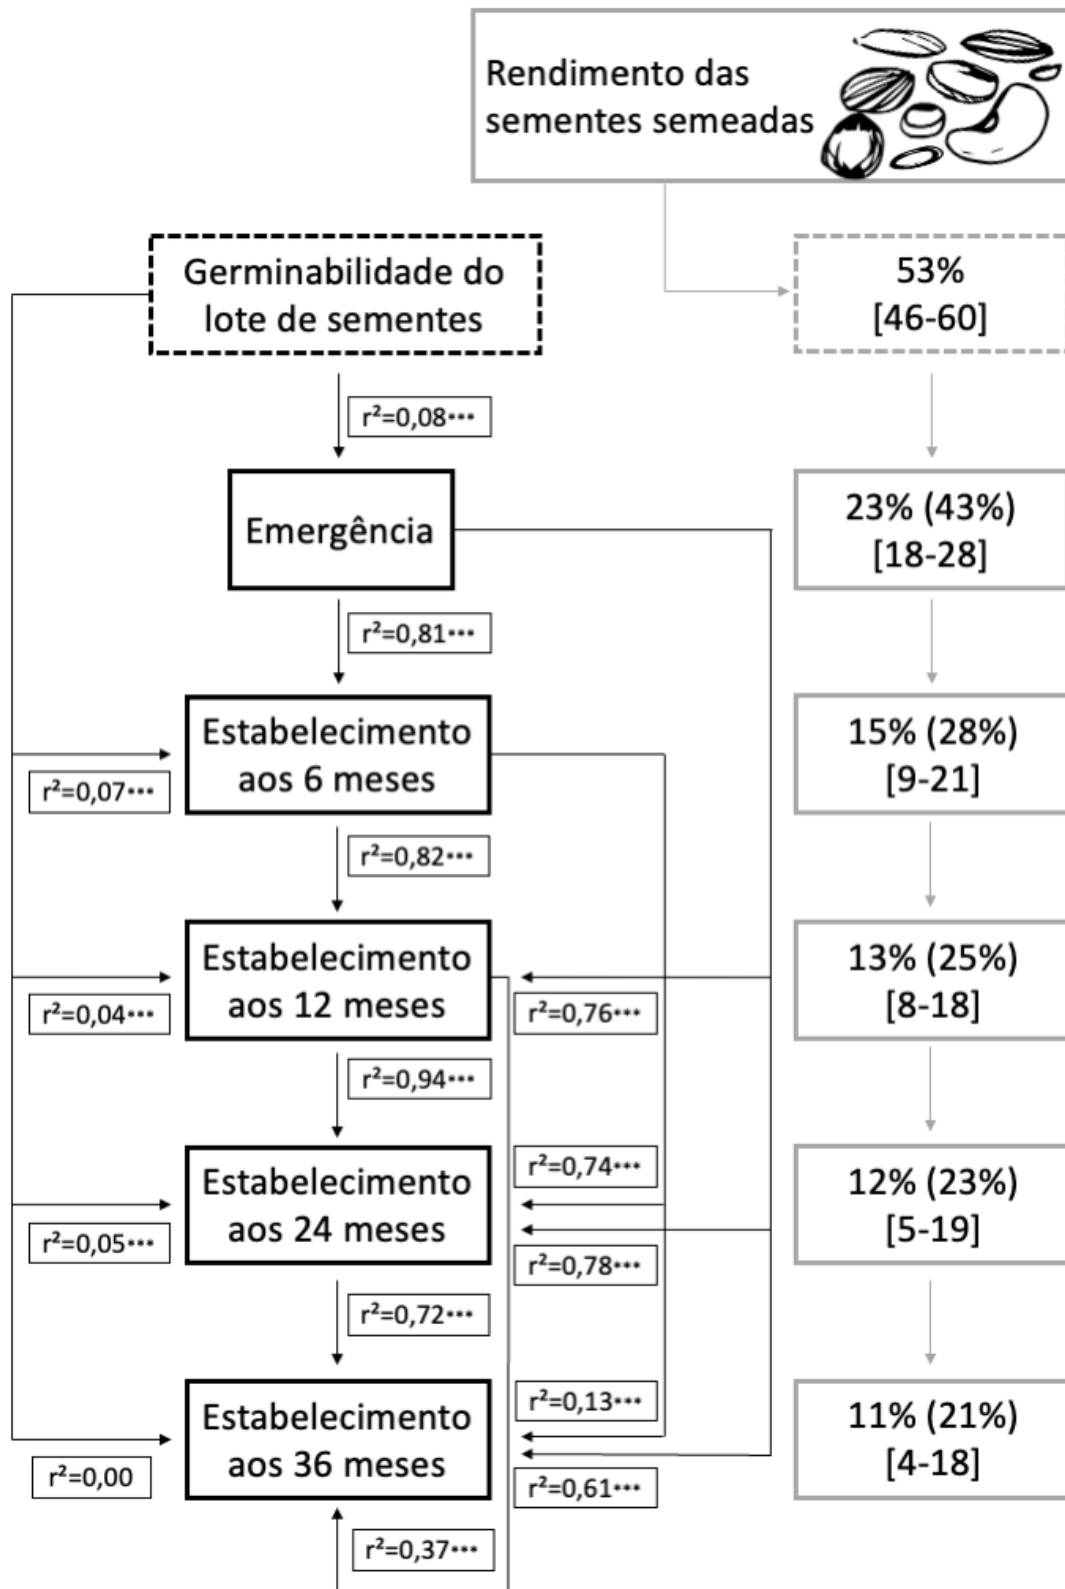 Rendimento das
sementes semeadas
Germinabilidade do
lote de sementes
53%
[46-60]
r²=0,08***
Emergência
23% (43%)
[18-28]
r²=0,81***
Estabelecimento
aos 6 meses
15% (28%)
[9-21]
r²=0,07***
r²=0,82***
Estabelecimento
aos 12 meses
13% (25%)
[8-18]
r²=0,04***
r²=0,76***
r²=0,94***
Estabelecimento
aos 24 meses
r²=0,74***
12% (23%)
[5-19]
r²=0,05***
r²=0,78***
r²=0,72***
Estabelecimento
aos 36 meses
r²=0,13***
11% (21%)
[4-18]
r²=0,00
r²=0,61***
r²=0,37***